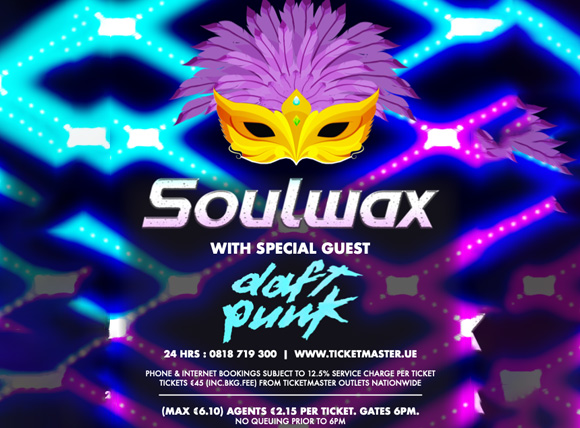 Soulwax
WITH SPECIAL GUEST
daft
punk
24 HRS : 0818 719 300 | WWW.TICKETMASTER.UE
PHONE & INTERNET BOOKINGS SUBJECT TO 12.5% SERVICE CHARGE PER TICKET
TICKETS €45 (INC.BKG.FEE) FROM TICKETMASTER OUTLETS NATIONWIDE
(MAX €6.10) AGENTS €2.15 PER TICKET. GATES 6PM.
NO QUEUING PRIOR TO 6PM